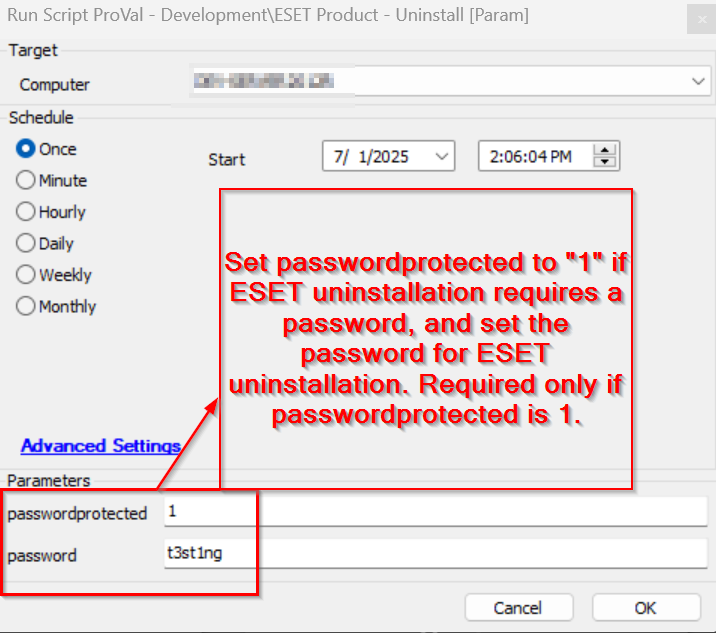 Run Script ProVal - Development\ESET Product - Uninstall [Param]
Target
Computer
Schedule
Once
Start
7/ 1/2025
2:06:04 PM
Minute
Hourly
Daily
Weekly
Monthly
Set passwordprotected to "1" if
ESET uninstallation requires a
password, and set the
password for ESET
uninstallation. Required only if
passwordprotected is 1.
Advanced Settings
Parameters
passwordprotected
1
password
t3st1ng
Cancel
OK